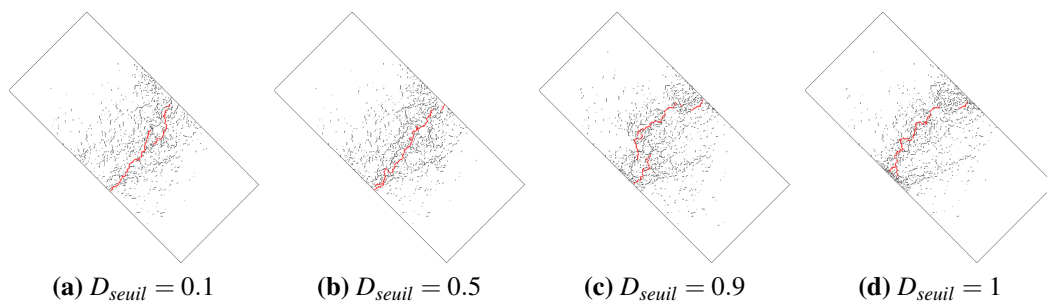 (a) D_seuil = 0.1
(b) D_seuil = 0.5
(c) D_seuil = 0.9
(d) D_seuil = 1